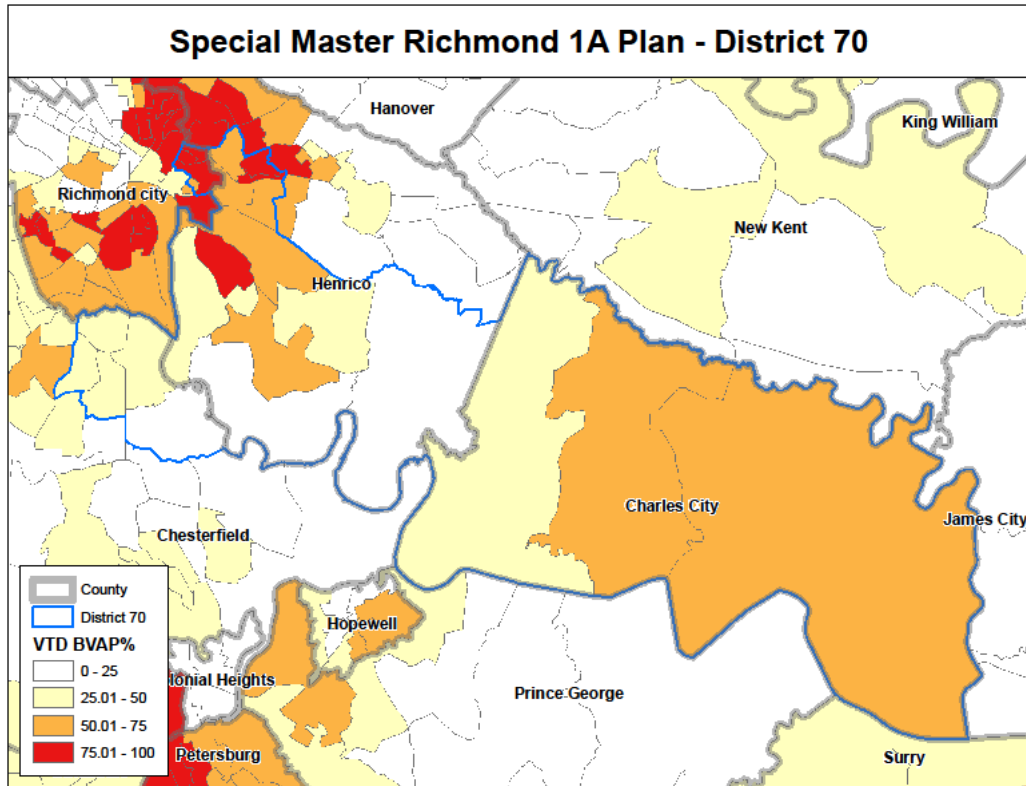 Special Master Richmond 1A Plan - District 70
Hanover
King William
Richmond city
New Kent
Henrico
Charles City
James City
Chesterfield
Hopewell
lonial Heights
Prince George
Petersburg
Surry
County
District 70
VTD BVAP%
0 - 25
25.01 - 50
50.01 - 75
75.01 - 100